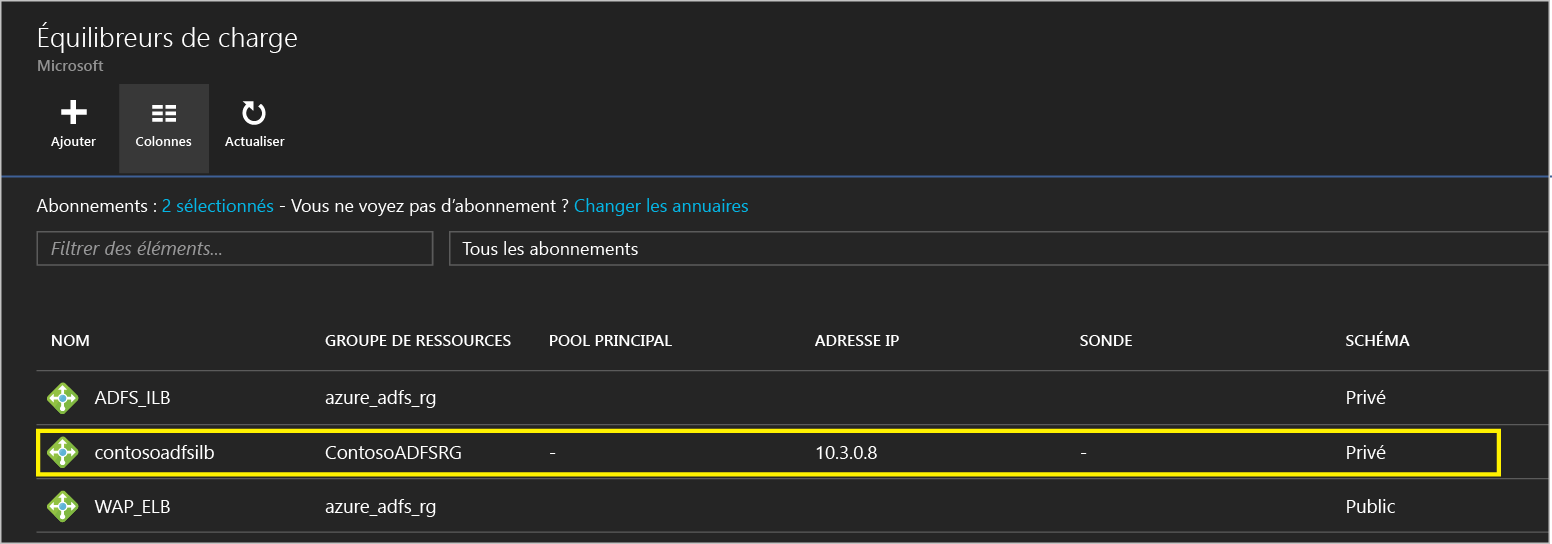 Équilibreurs de charge
Microsoft
Ajouter Colonnes Actualiser
Abonnements : 2 sélectionnés - Vous ne voyez pas d’abonnement ? Changer les annuaires
Filtrer des éléments... Tous les abonnements
NOM GROUPE DE RESSOURCES POOL PRINCIPAL ADRESSE IP SONDE SCHÉMA
ADFS_ILB azure_adfs_rg Privé
contosoadfsilb ContosoADFSRG - 10.3.0.8 - Privé
WAP_ELB azure_adfs_rg Public